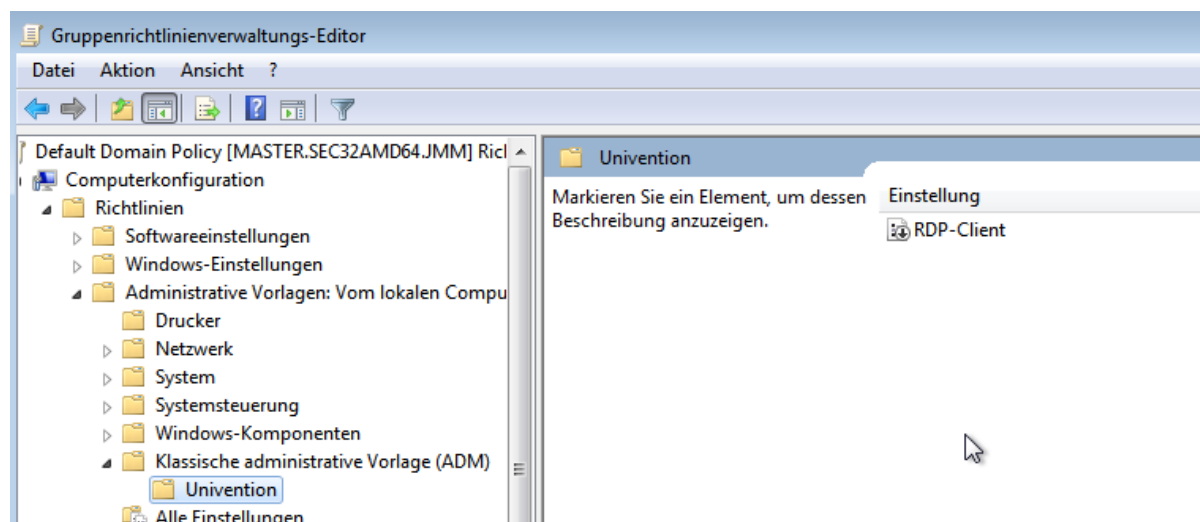 Gruppenrichtlinienverwaltungs-Editor
Datei Aktion Ansicht ?
Default Domain Policy [MASTER.SEC32AMD64.JMM] Ricl
Computerkonfiguration
Richtlinien
Softwareeinstellungen
Windows-Einstellungen
Administrative Vorlagen: Vom lokalen Compu
Drucker
Netzwerk
System
Systemsteuerung
Windows-Komponenten
Klassische administrative Vorlage (ADM)
Univention
Alle Einstellungen
Univention
Markieren Sie ein Element, um dessen
Beschreibung anzuzeigen.
Einstellung
RDP-Client